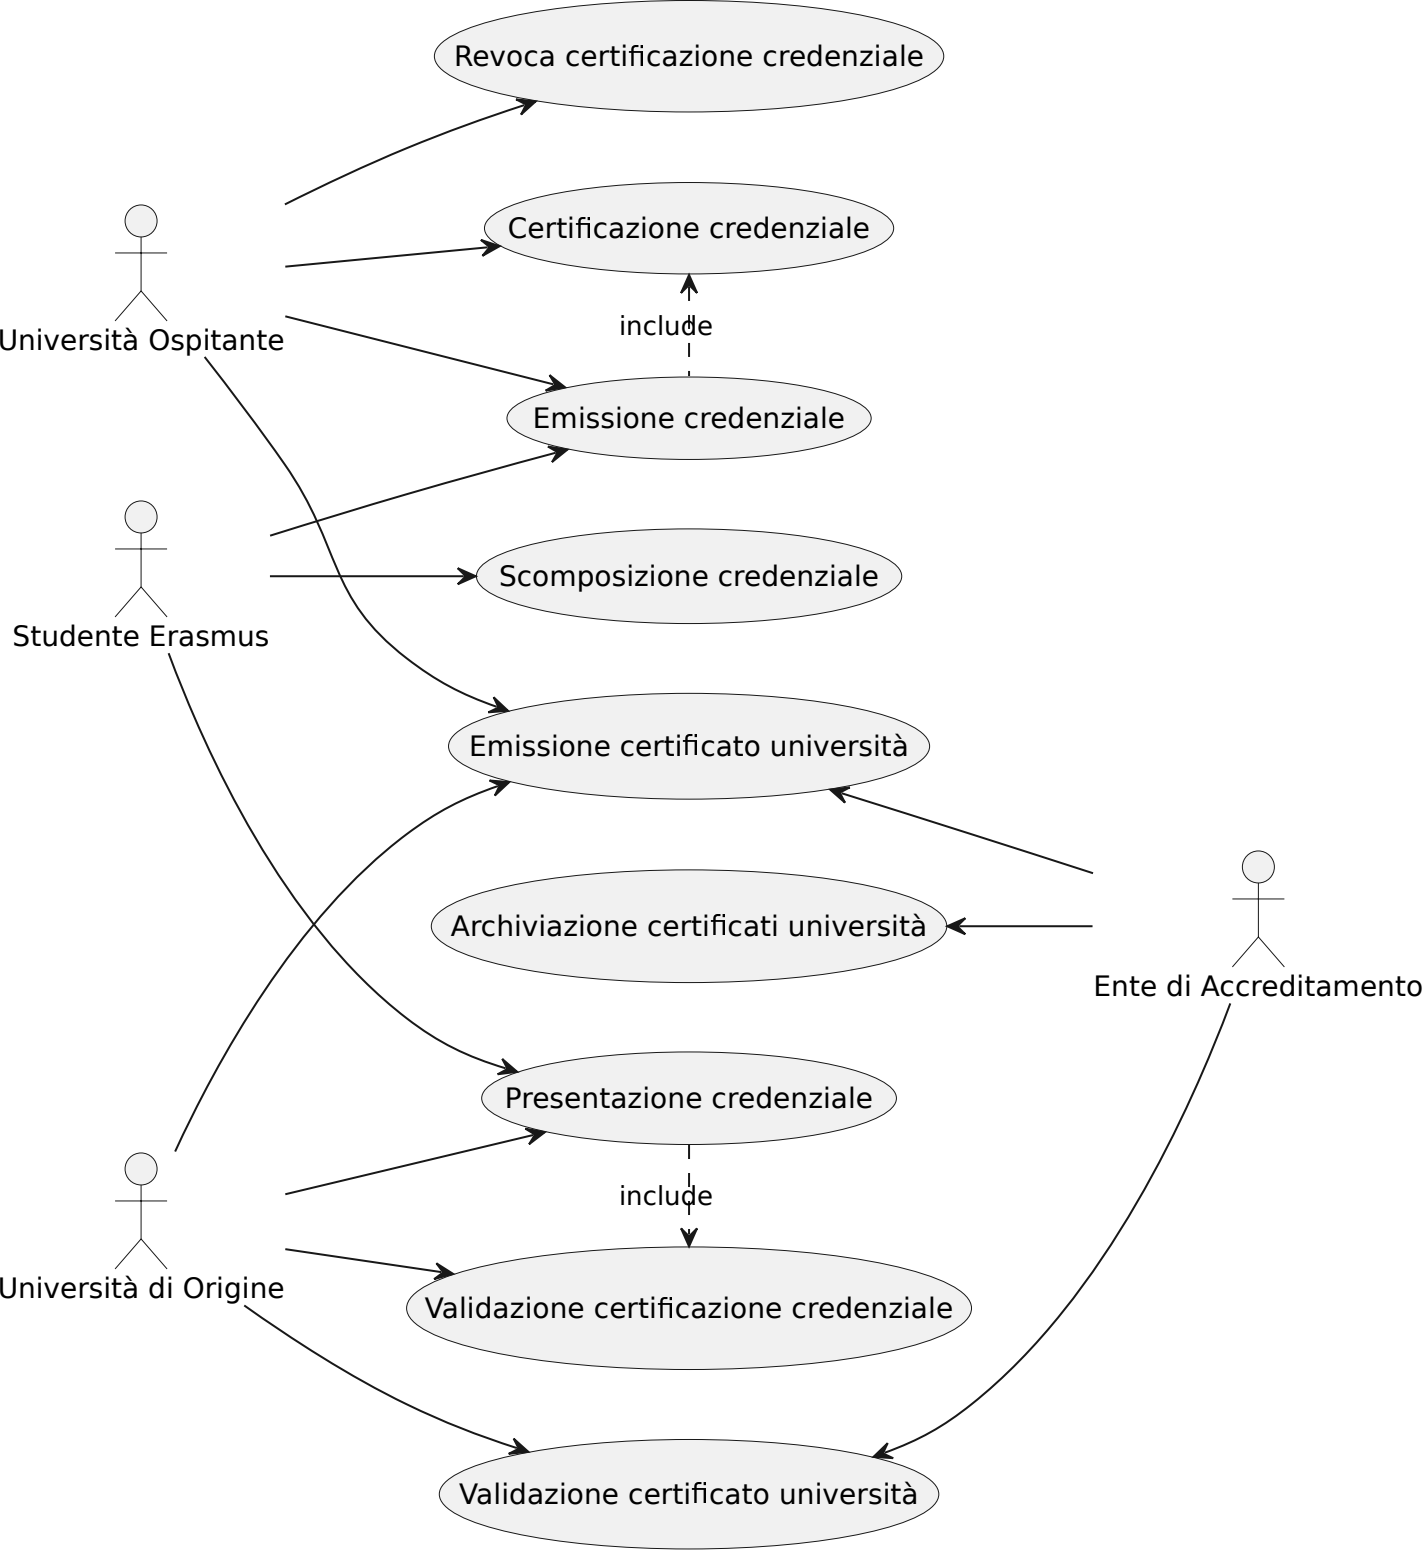 Revoca certificazione credenziale
Certificazione credenziale
include
Università Ospitante
Emissione credenziale
Scomposizione credenziale
Studente Erasmus
Emissione certificato università
Archiviazione certificati università
Ente di Accreditamento
Presentazione credenziale
include
Università di Origine
Validazione certificazione credenziale
Validazione certificato università